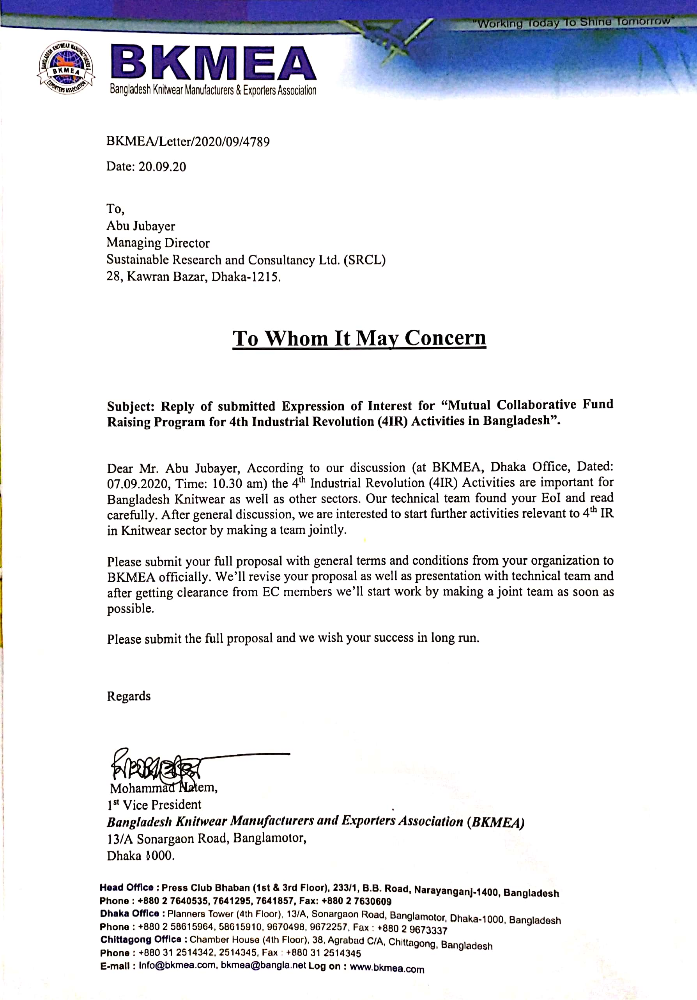 "Working Today To Shine Tomorrow"
BANGLADESH KNITWEAR MANUFACTURERS &
BKMEA
EXPORTERS ASSOCIATION
BKMEA
Bangladesh Knitwear Manufacturers & Exporters Association
BKMEA/Letter/2020/09/4789
Date: 20.09.20
To,
Abu Jubayer
Managing Director
Sustainable Research and Consultancy Ltd. (SRCL)
28, Kawran Bazar, Dhaka-1215.
To Whom It May Concern
Subject: Reply of submitted Expression of Interest for “Mutual Collaborative Fund
Raising Program for 4th Industrial Revolution (4IR) Activities in Bangladesh”.
Dear Mr. Abu Jubayer, According to our discussion (at BKMEA, Dhaka Office, Dated:
07.09.2020, Time: 10.30 am) the 4th Industrial Revolution (4IR) Activities are important for
Bangladesh Knitwear as well as other sectors. Our technical team found your EoI and read
carefully. After general discussion, we are interested to start further activities relevant to 4th IR
in Knitwear sector by making a team jointly.
Please submit your full proposal with general terms and conditions from your organization to
BKMEA officially. We’ll revise your proposal as well as presentation with technical team and
after getting clearance from EC members we’ll start work by making a joint team as soon as
possible.
Please submit the full proposal and we wish your success in long run.
Regards
Mohammad Hatem,
1st Vice President
Bangladesh Knitwear Manufacturers and Exporters Association (BKMEA)
13/A Sonargaon Road, Banglamotor,
Dhaka 1000.
Head Office : Press Club Bhaban (1st & 3rd Floor), 233/1, B.B. Road, Narayanganj-1400, Bangladesh
Phone : +880 2 7640535, 7641295, 7641857, Fax: +880 2 7630609
Dhaka Office : Planners Tower (4th Floor), 13/A, Sonargaon Road, Banglamotor, Dhaka-1000, Bangladesh
Phone : +880 2 58615964, 58615910, 9670498, 9672257, Fax : +880 2 9673337
Chittagong Office : Chamber House (4th Floor), 38, Agrabad C/A, Chittagong, Bangladesh
Phone : +880 31 2514342, 2514345, Fax : +880 31 2514345
E-mail : Info@bkmea.com, bkmea@bangla.net Log on : www.bkmea.com